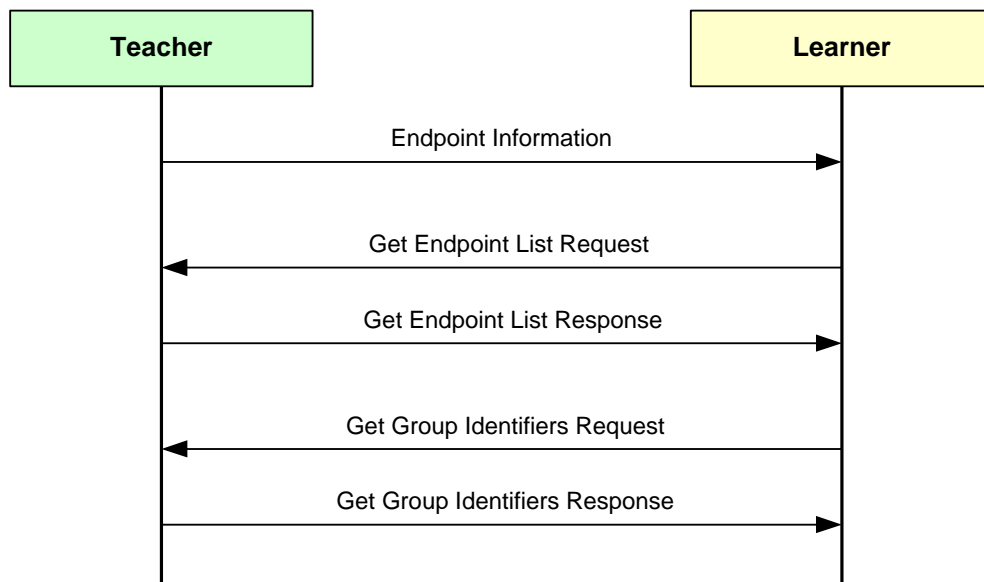 Teacher
Learner
Endpoint Information
Get Endpoint List Request
Get Endpoint List Response
Get Group Identifiers Request
Get Group Identifiers Response